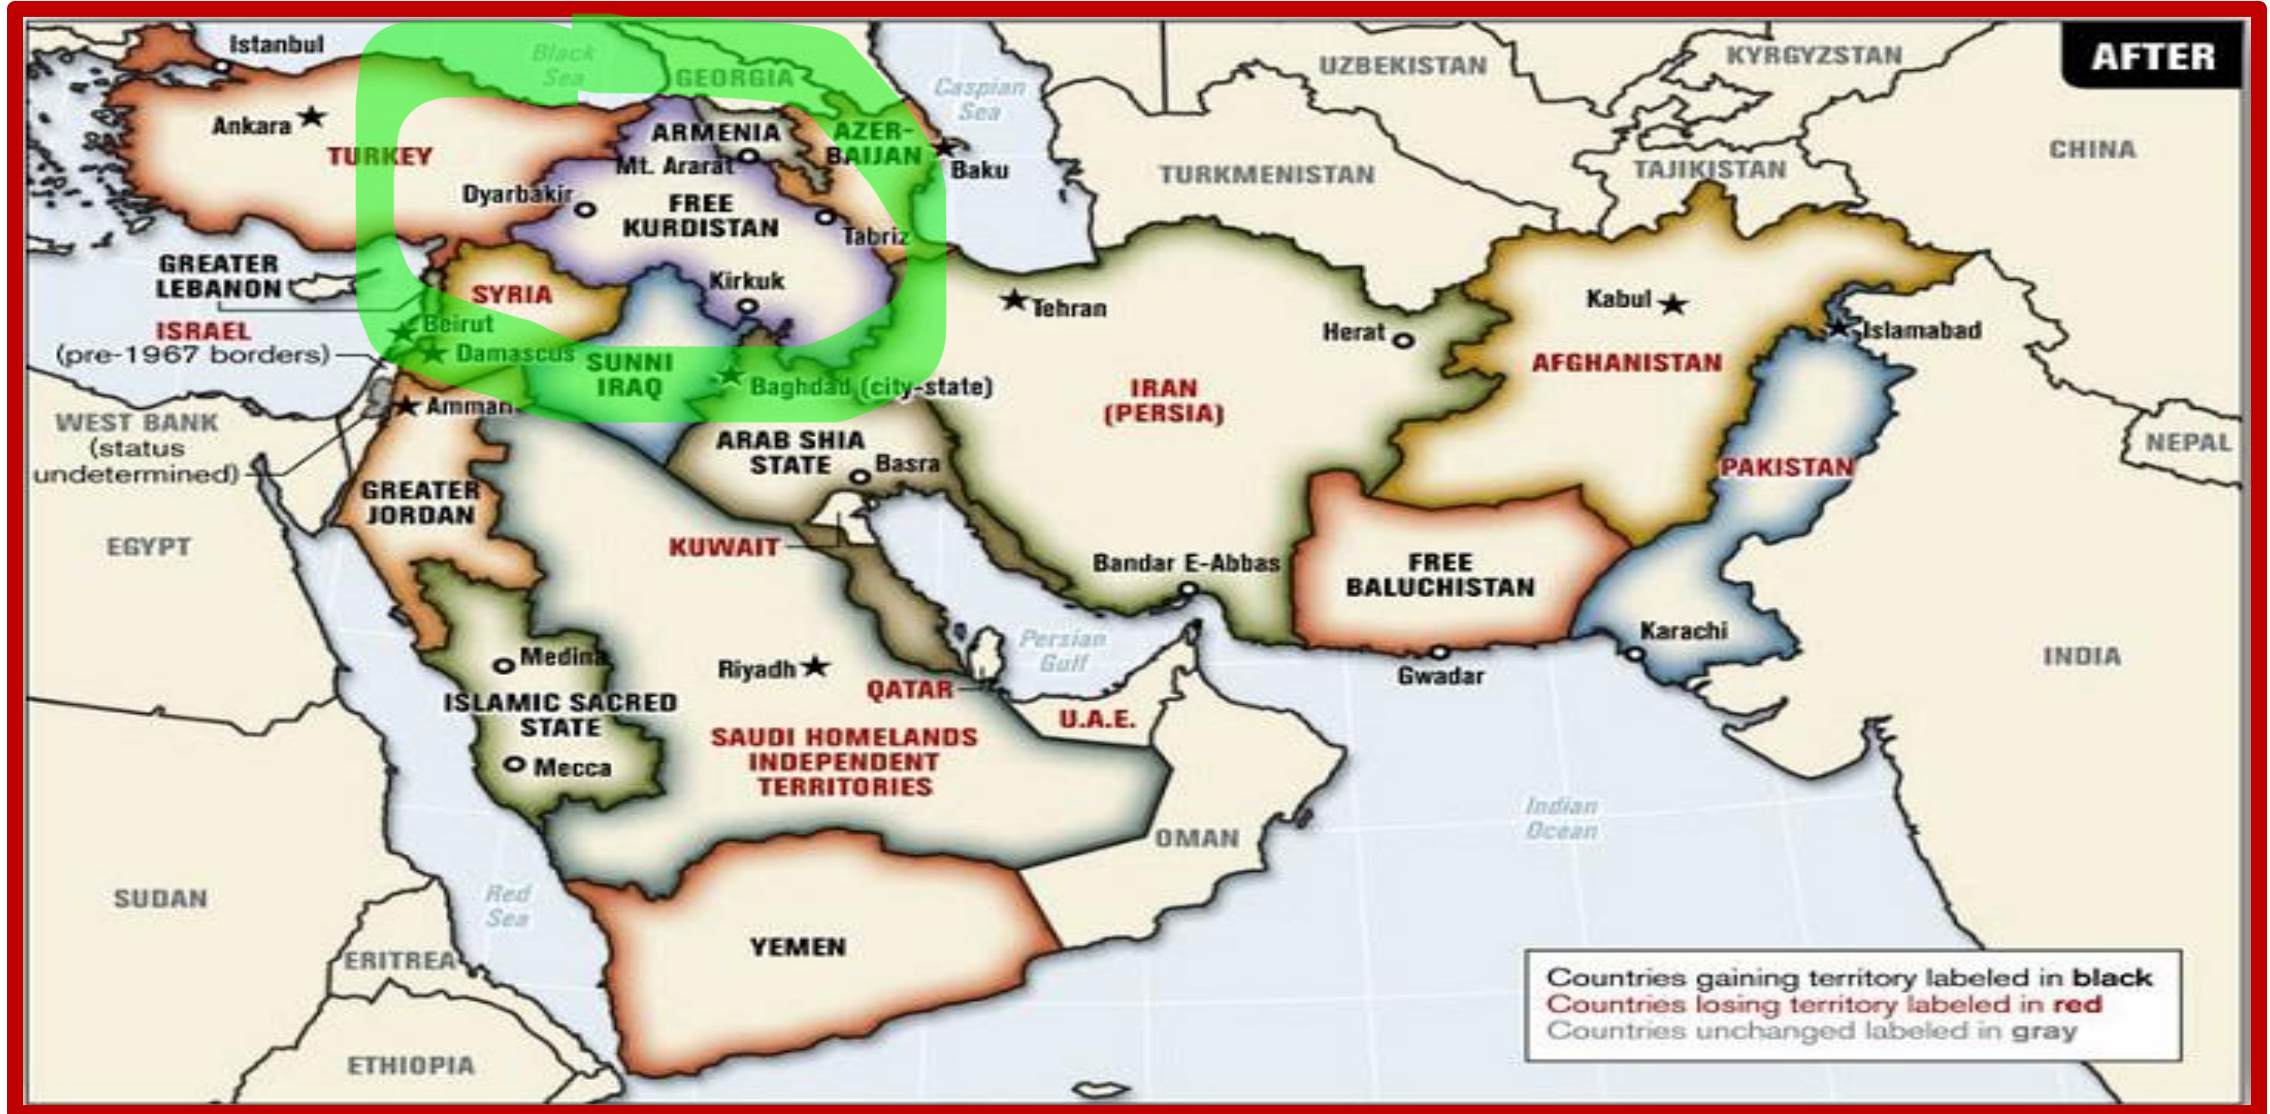 AFTER
Istanbul
Black
Sea
GEORGIA
Caspian
Sea
UZBEKISTAN
KYRGYZSTAN
Ankara
TURKEY
ARMENIA
Mt. Ararat
AZER-
BAIJAN
Baku
TURKMENISTAN
TAJIKISTAN
CHINA
Dyarbakir
FREE
KURDISTAN
Tabriz
GREATER
LEBANON
SYRIA
Kirkuk
Tehran
Herat
Kabul
Islamabad
ISRAEL
(pre-1967 borders)
Beirut
Damascus
SUNNI
IRAQ
Baghdad (city-state)
IRAN
(PERSIA)
AFGHANISTAN
WEST BANK
(status
undetermined)
Amman
ARAB SHIA
STATE
Basra
PAKISTAN
NEPAL
GREATER
JORDAN
EGYPT
KUWAIT
Bandar E-Abbas
FREE
BALUCHISTAN
Karachi
Gwadar
INDIA
Medina
Riyadh
Persian
Gulf
QATAR
ISLAMIC SACRED
STATE
U.A.E.
Mecca
SAUDI HOMELANDS
INDEPENDENT
TERRITORIES
OMAN
Indian
Ocean
SUDAN
Red
Sea
ERITREA
YEMEN
ETHIOPIA
Countries gaining territory labeled in black
Countries losing territory labeled in red
Countries unchanged labeled in gray